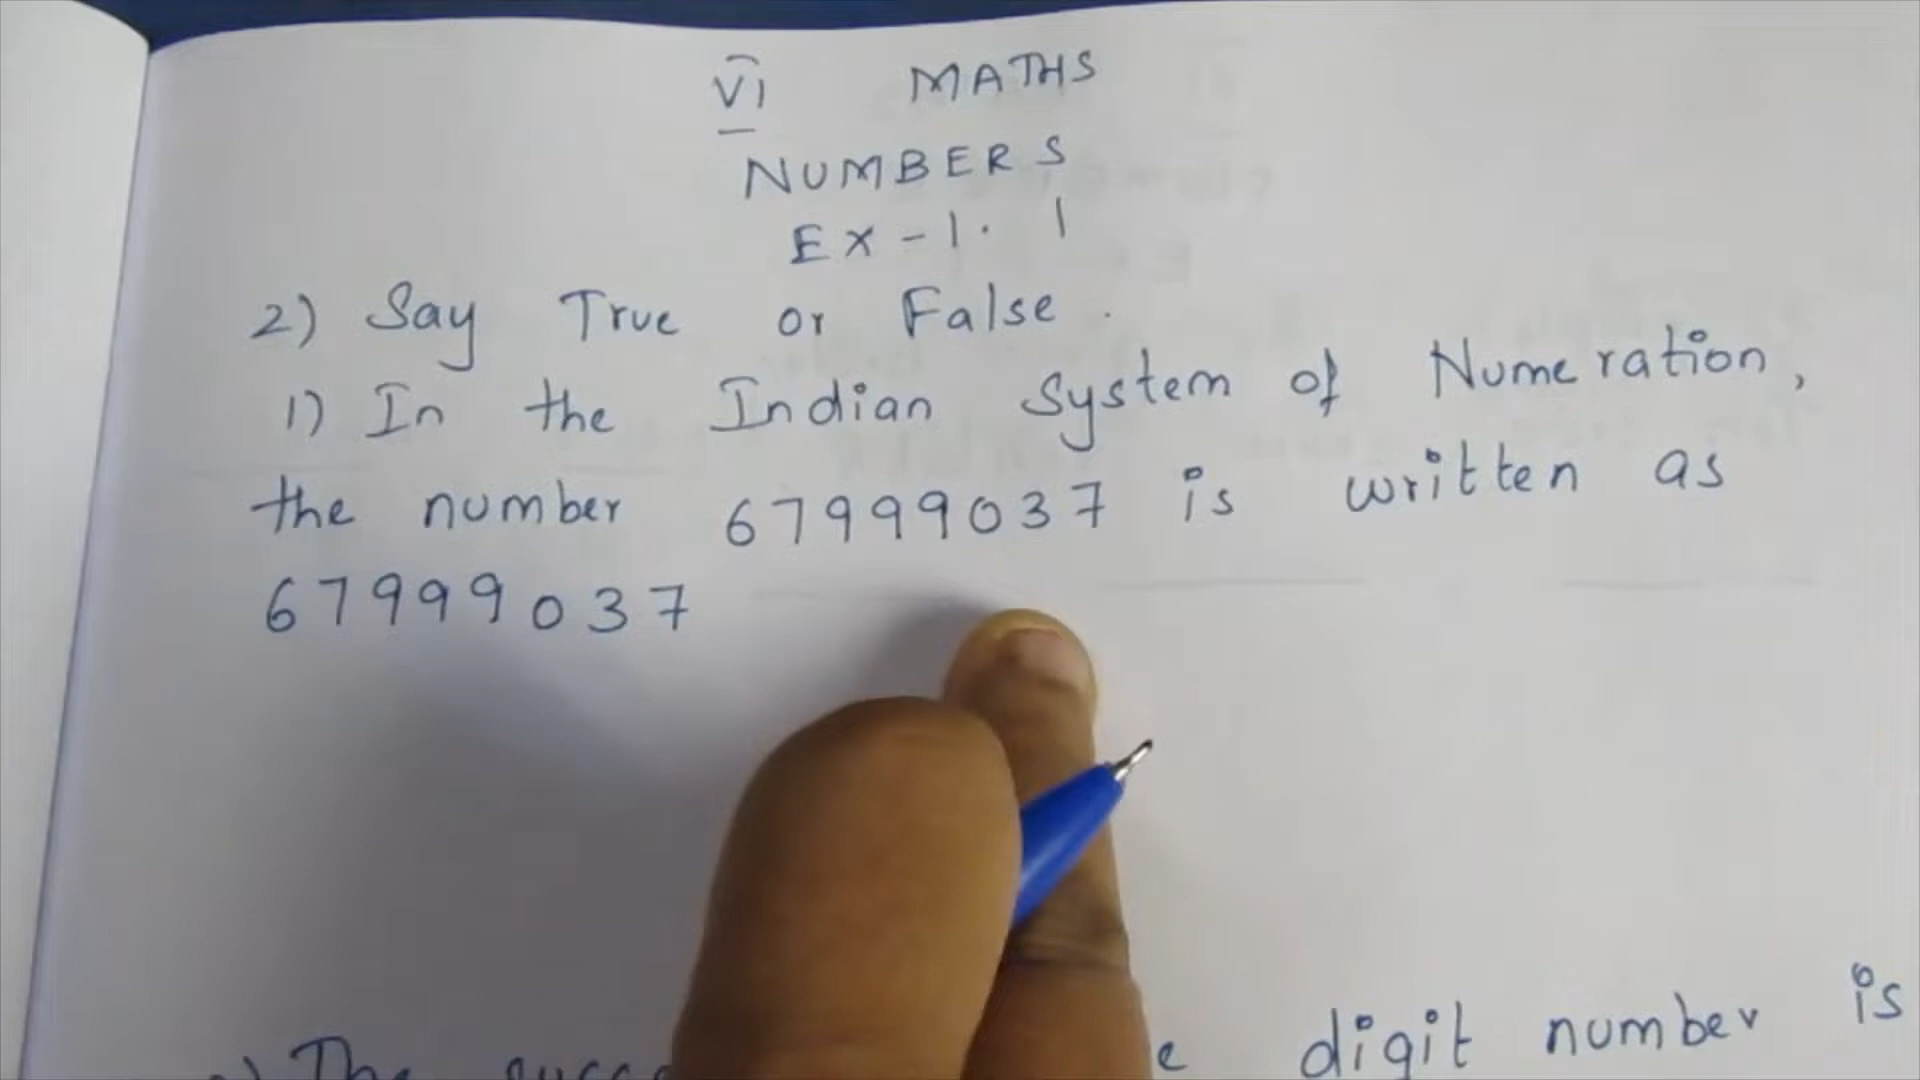 VI MATHS
NUMBERS
Ex - 1. 1
2) Say True or False.
1) In the Indian System of Numeration,
the number 67999037 is written as
67999037
The digit number is